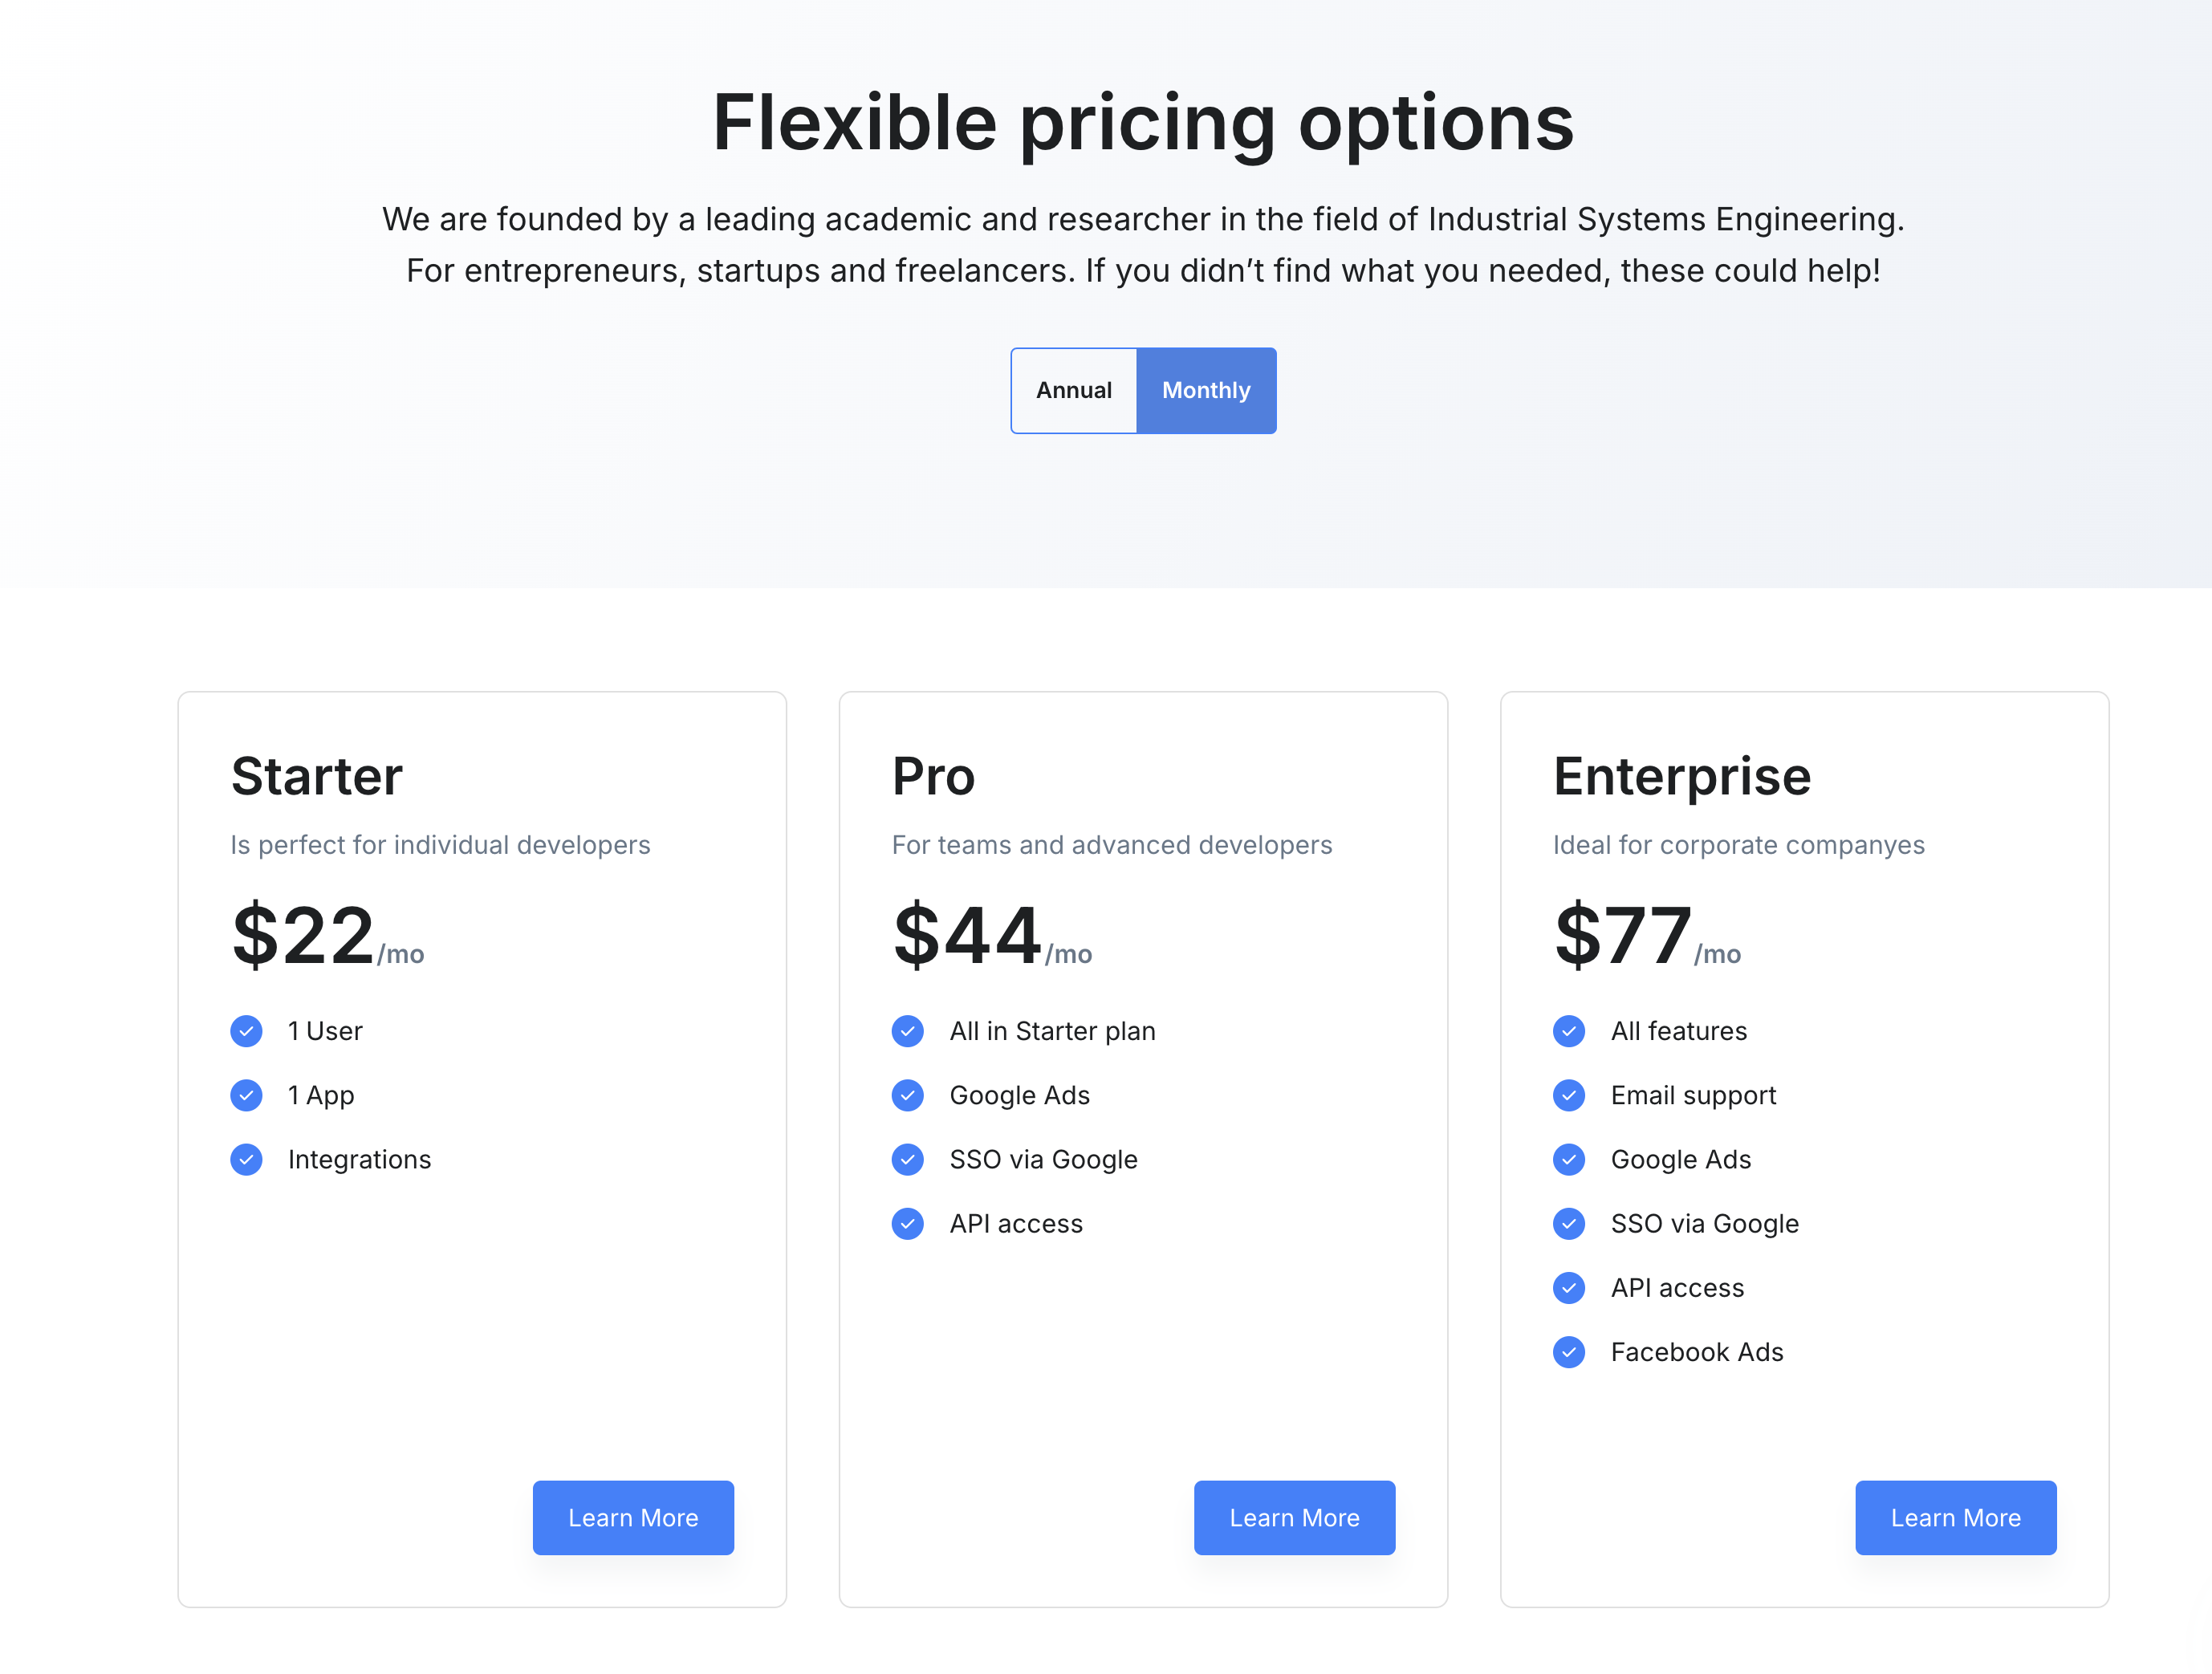 Flexible pricing options
We are founded by a leading academic and researcher in the field of Industrial Systems Engineering.
For entrepreneurs, startups and freelancers. If you didn’t find what you needed, these could help!
Annual
Monthly
Starter
Is perfect for individual developers
$22/mo
1 User
1 App
Integrations
Learn More
Pro
For teams and advanced developers
$44/mo
All in Starter plan
Google Ads
SSO via Google
API access
Learn More
Enterprise
Ideal for corporate companyes
$77/mo
All features
Email support
Google Ads
SSO via Google
API access
Facebook Ads
Learn More